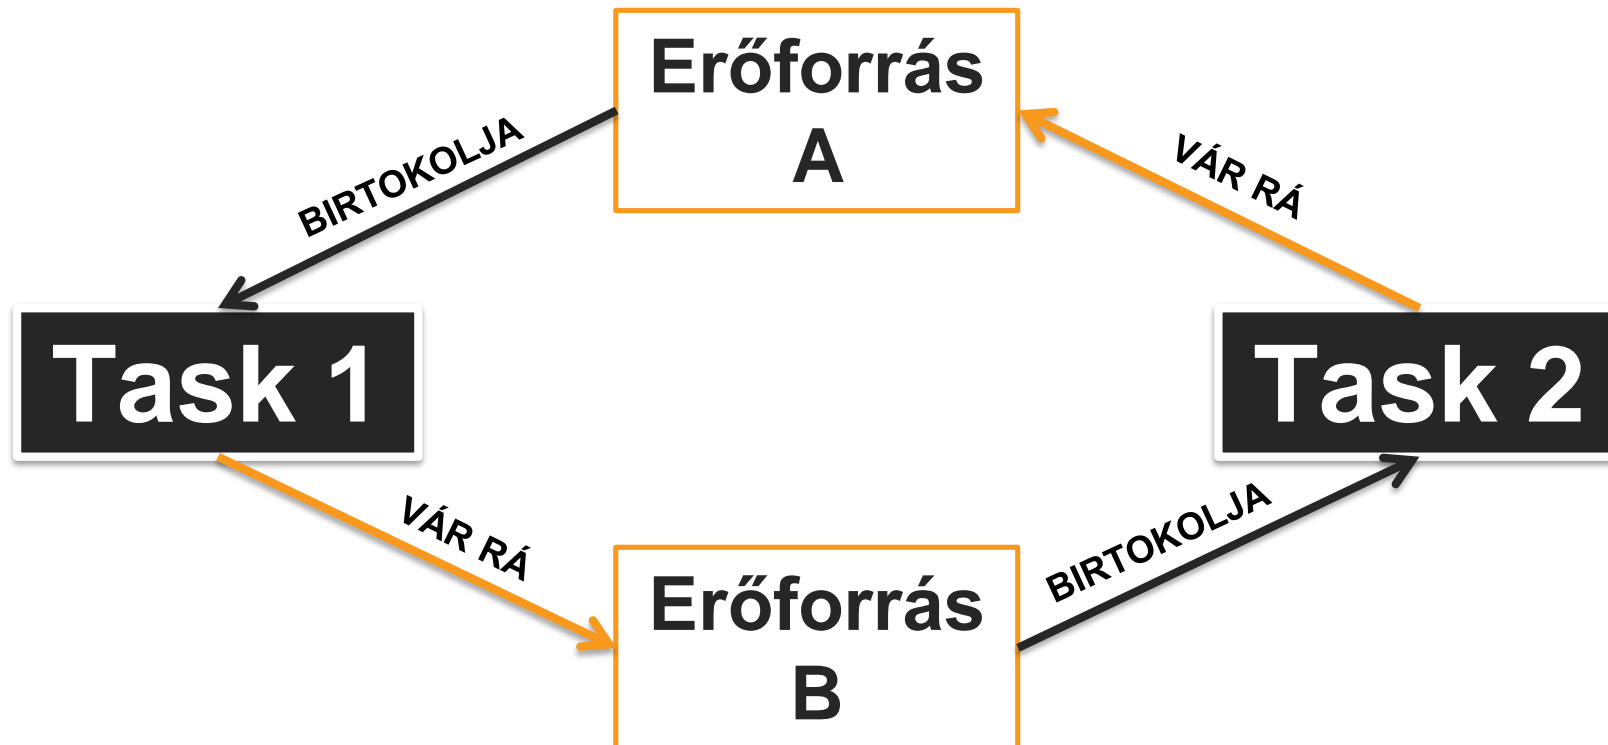 Erőforrás
A
BIRTOKOLJA
VÁR RÁ
Task 1
Task 2
VÁR RÁ
BIRTOKOLJA
Erőforrás
B